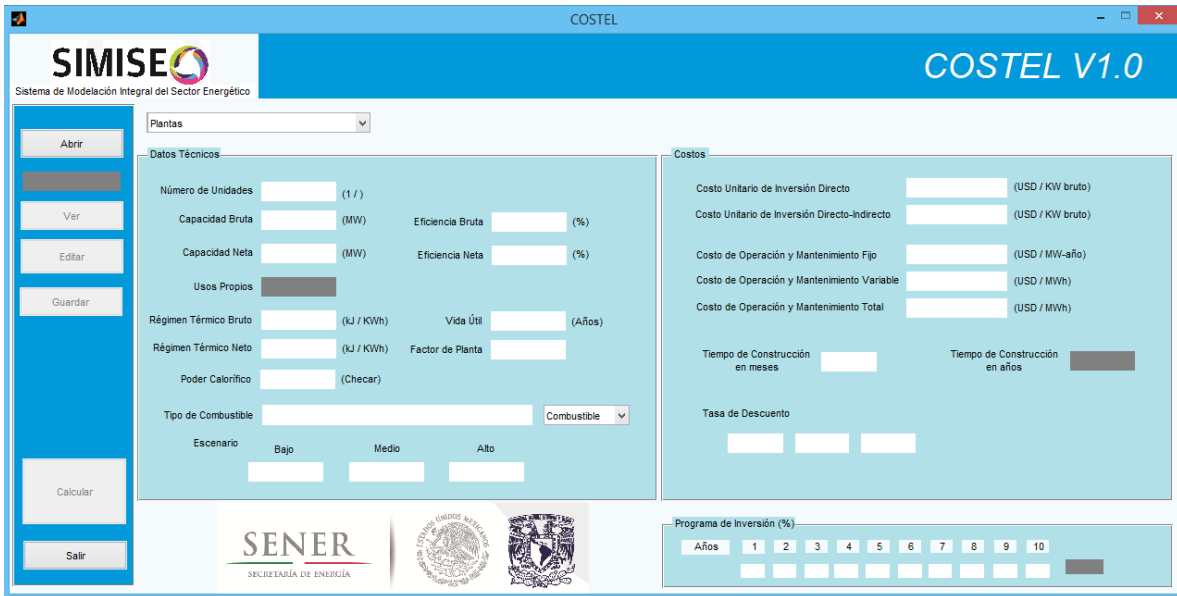 COSTEL
SIMISE
Sistema de Modelación Integral del Sector Energético
COSTEL V1.0
Abrir
Ver
Editar
Guardar
Calcular
Salir
Plantas
Datos Técnicos
Número de Unidades (1 / )
Capacidad Bruta (MW) Eficiencia Bruta (%)
Capacidad Neta (MW) Eficiencia Neta (%)
Usos Propios
Régimen Térmico Bruto (kJ / KWh) Vida Útil (Años)
Régimen Térmico Neto (kJ / KWh) Factor de Planta
Poder Calorífico (Checar)
Tipo de Combustible Combustible
Escenario Bajo Medio Alto
Costos
Costo Unitario de Inversión Directo (USD / KW bruto)
Costo Unitario de Inversión Directo-Indirecto (USD / KW bruto)
Costo de Operación y Mantenimiento Fijo (USD / MW-año)
Costo de Operación y Mantenimiento Variable (USD / MWh)
Costo de Operación y Mantenimiento Total (USD / MWh)
Tiempo de Construcción
en meses
Tiempo de Construcción
en años
Tasa de Descuento
SENER
SECRETARÍA DE ENERGÍA
ESTADOS UNIDOS MEXICANOS
Programa de Inversión (%)
Años 1 2 3 4 5 6 7 8 9 10